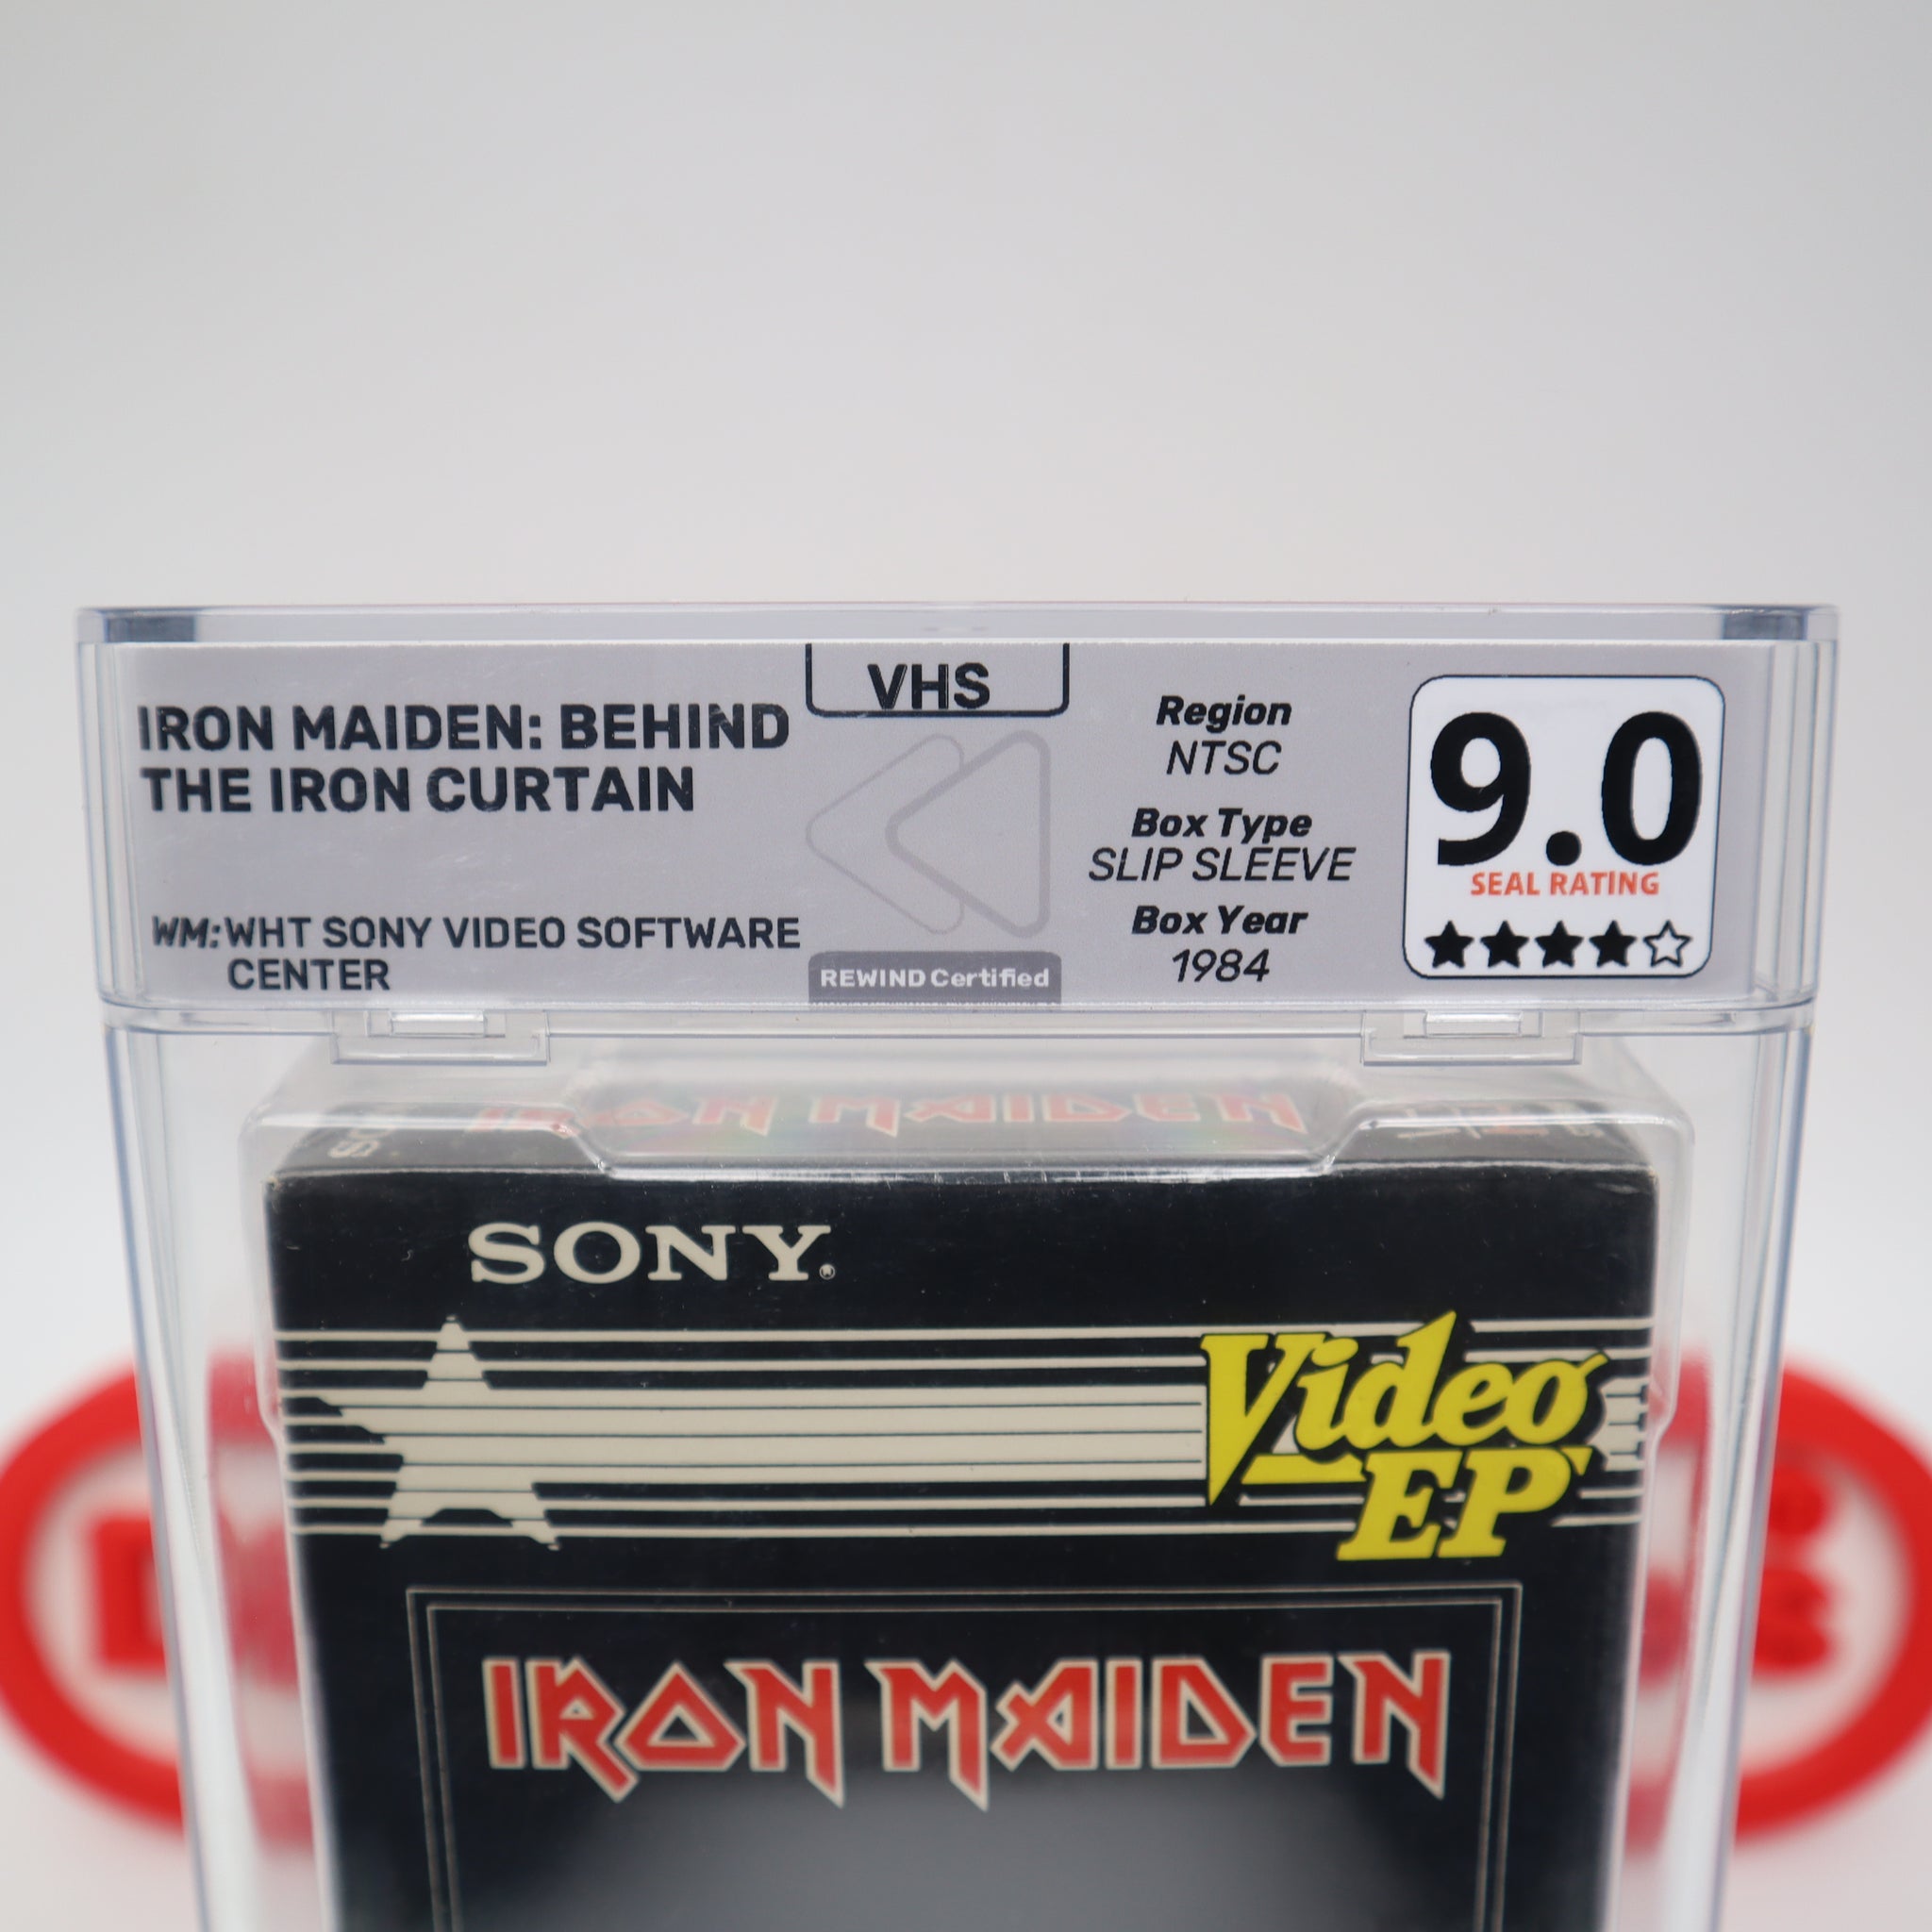 VHS
IRON MAIDEN: BEHIND
THE IRON CURTAIN
WM: WHT SONY VIDEO SOFTWARE
CENTER
REWIND Certified
Region
NTSC
Box Type
SLIP SLEEVE
Box Year
1984
9.0
SEAL RATING
IRON MAIDEN
SONY®
Video
EP
IRON MAIDEN